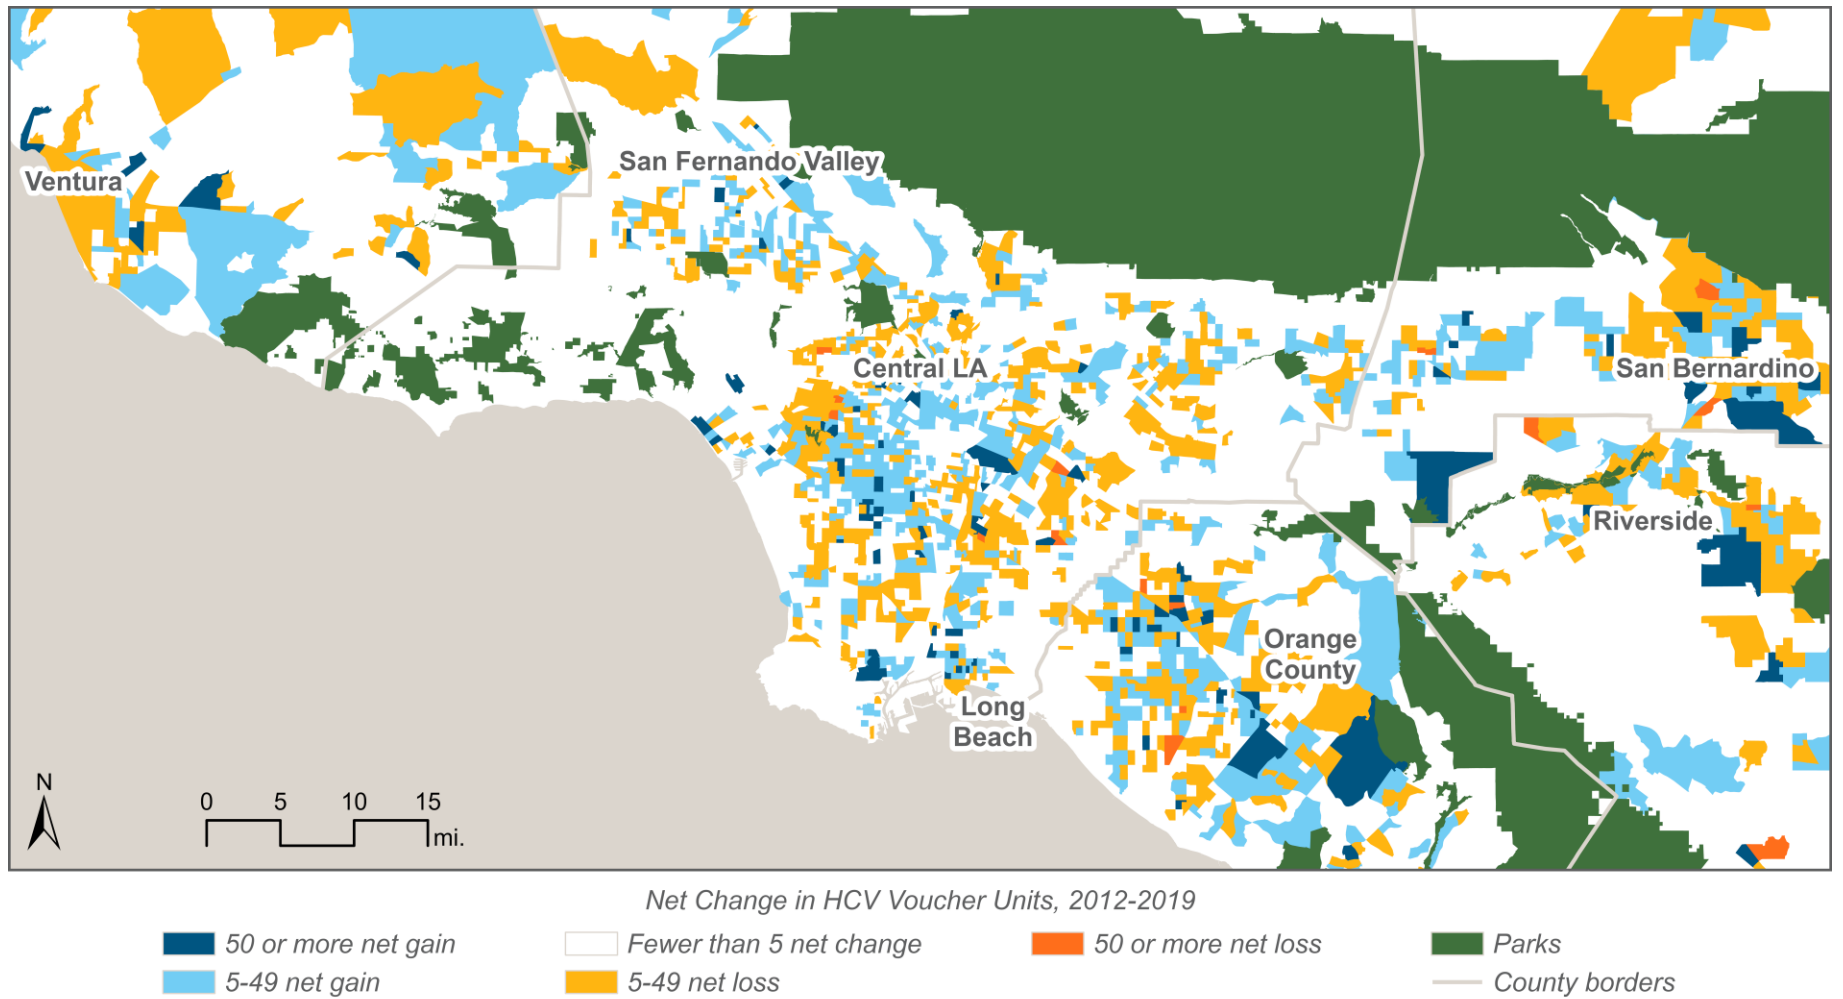 San Fernando Valley
Ventura
Central LA
San Bernardino
Riverside
Orange
County
Long
Beach
N
0 5 10 15
mi.
Net Change in HCV Voucher Units, 2012-2019
50 or more net gain
Fewer than 5 net change
50 or more net loss
Parks
5-49 net gain
5-49 net loss
County borders